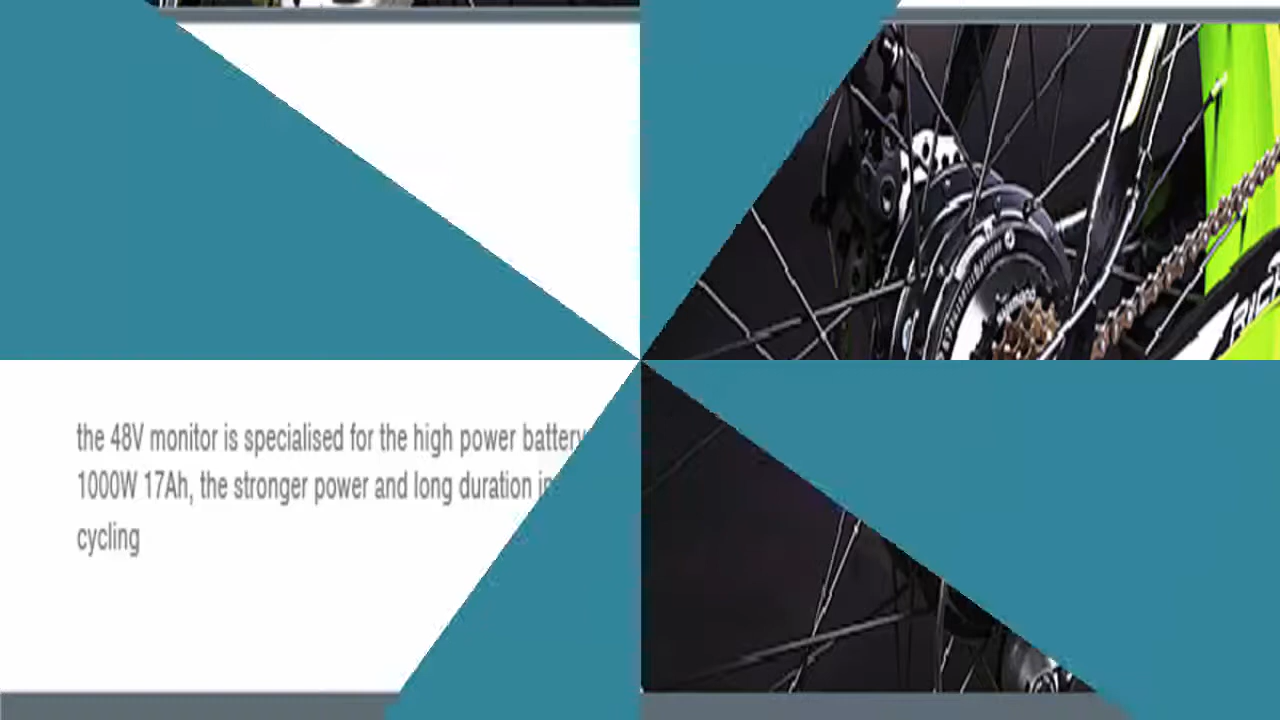 the 48V monitor is specialised for the high power battery
1000W 17Ah, the stronger power and long duration in
cycling
SHIMANO